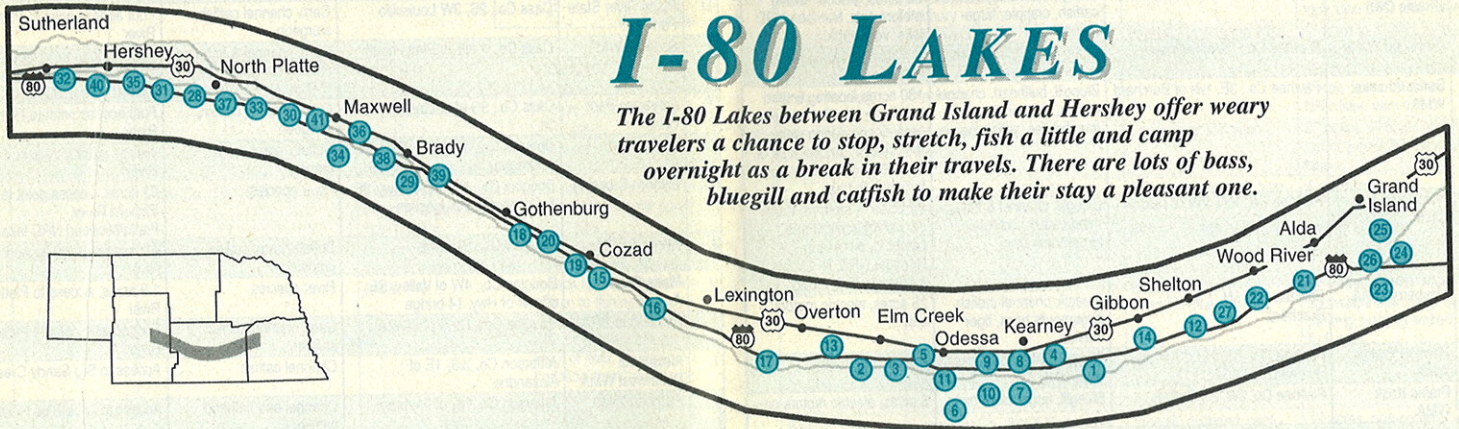 I-80 LAKES
The I-80 Lakes between Grand Island and Hershey offer weary
travelers a chance to stop, stretch, fish a little and camp
overnight as a break in their travels. There are lots of bass,
bluegill and catfish to make their stay a pleasant one.
Sutherland
Hershey
30
North Platte
80
32
40
35
31
28
37
33
30
41
Maxwell
36
34
38
Brady
29
39
Gothenburg
18
20
Cozad
19
15
16
Lexington
80
30
Overton
17
13
2
3
Elm Creek
5
Odessa
11
6
9
10
Kearney
8
7
4
30
Gibbon
1
14
Shelton
12
27
Wood River
22
Alda
21
80
Grand
Island
30
25
26
24
23